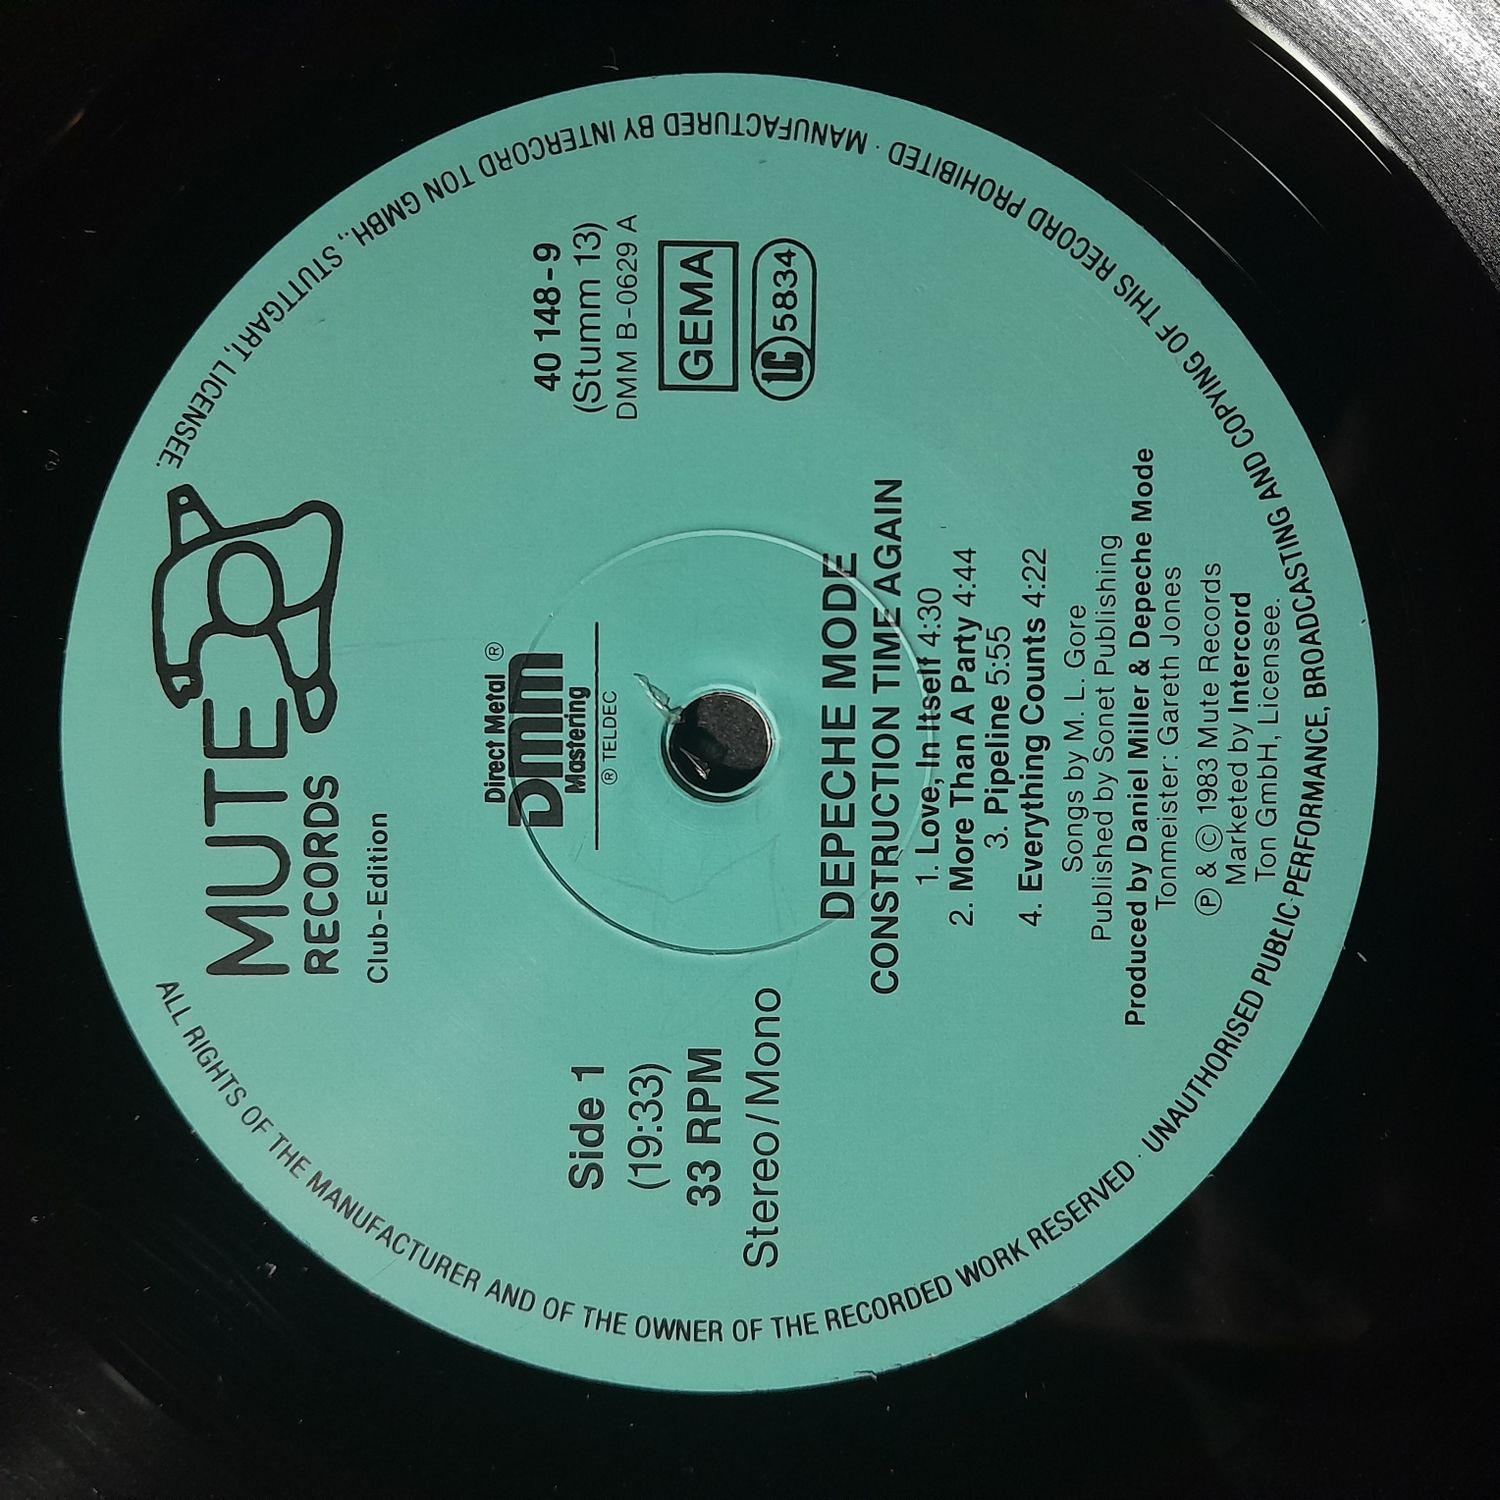 MUTE
RECORDS
Club-Edition
Direct Metal ®
DMM
Mastering
® TELDEC
Side 1
(19:33)
33 RPM
Stereo/Mono
40 148-9
(Stumm 13)
DMM B-0629 A
GEMA
LC 5834
DEPECHE MODE
CONSTRUCTION TIME AGAIN
1. Love, In Itself 4:30
2. More Than A Party 4:44
3. Pipeline 5:55
4. Everything Counts 4:22
Songs by M. L. Gore
Published by Sonet Publishing
Produced by Daniel Miller & Depeche Mode
Tonmeister: Gareth Jones
Ⓟ & © 1983 Mute Records
Marketed by Intercord
Ton GmbH, Licensee.
ALL RIGHTS OF THE MANUFACTURER AND OF THE OWNER OF THE RECORDED WORK RESERVED · UNAUTHORISED PUBLIC·PERFORMANCE, BROADCASTING AND COPYING OF THIS RECORD PROHIBITED · MANUFACTURED BY INTERCORD TON GMBH., STUTTGART, LICENSEE.